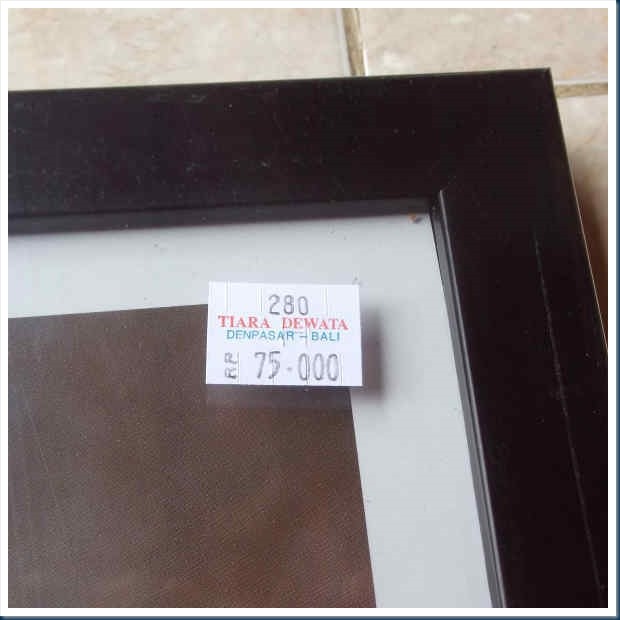 280
TIARA DEWATA
DENPASAR - BALI
RP 75.000